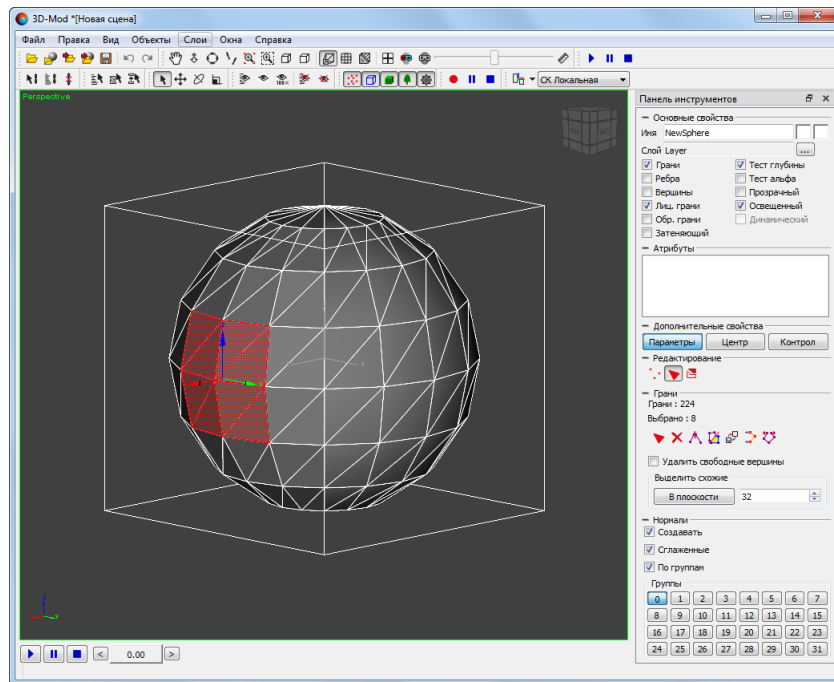 3D-Mod *[Новая сцена]
Файл Правка Вид Объекты Слои Окна Справка
СК Локальная
Perspective
Панель инструментов
Основные свойства
Имя NewSphere
Слой Layer ...
Грани Тест глубины
Ребра Тест альфа
Вершины Прозрачный
Лиц. грани Освещенный
Обр. грани Динамический
Затеняющий
Атрибуты
Дополнительные свойства
Параметры Центр Контрол
Редактирование
Грани
Грани : 224
Выбрано : 8
Удалить свободные вершины
Выделить схожие
В плоскости 32
Нормали
Создавать
Сглаженные
По группам
Группы
0 1 2 3 4 5 6 7
8 9 10 11 12 13 14 15
16 17 18 19 20 21 22 23
24 25 26 27 28 29 30 31
< 0.00 >